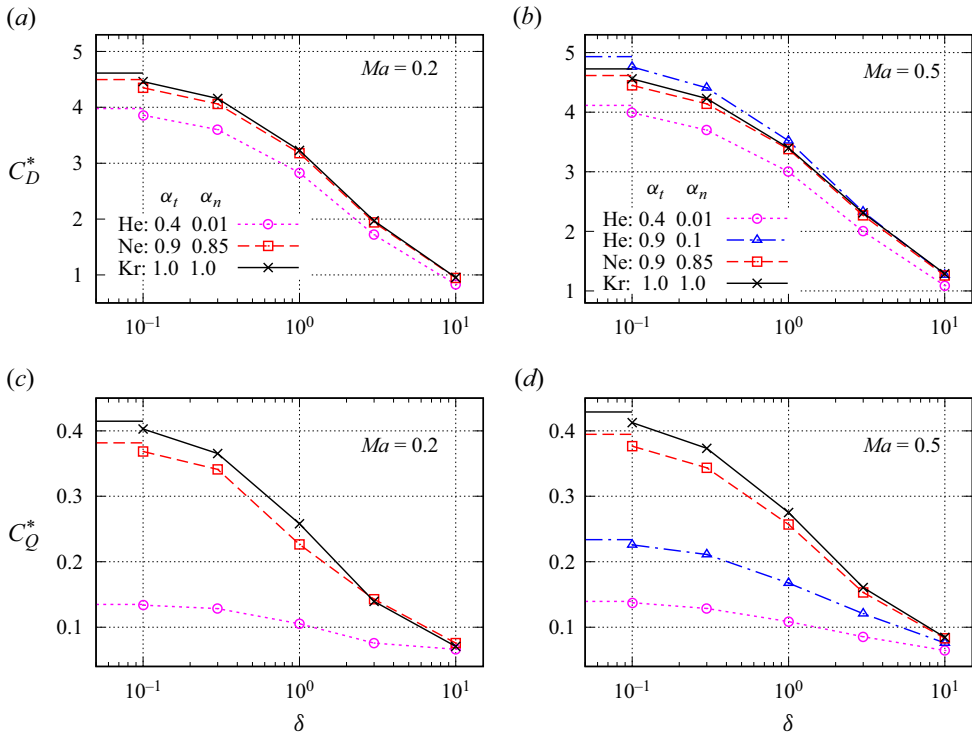 (a)
(b)
5
4
3
2
1
C*D
Ma = 0.2
αt αn
He: 0.4 0.01
Ne: 0.9 0.85
Kr: 1.0 1.0
10−1
100
101
5
4
3
2
1
Ma = 0.5
αt αn
He: 0.4 0.01
He: 0.9 0.1
Ne: 0.9 0.85
Kr: 1.0 1.0
10−1
100
101
(c)
(d)
0.4
0.3
0.2
0.1
C*Q
Ma = 0.2
10−1
100
101
δ
0.4
0.3
0.2
0.1
Ma = 0.5
10−1
100
101
δ